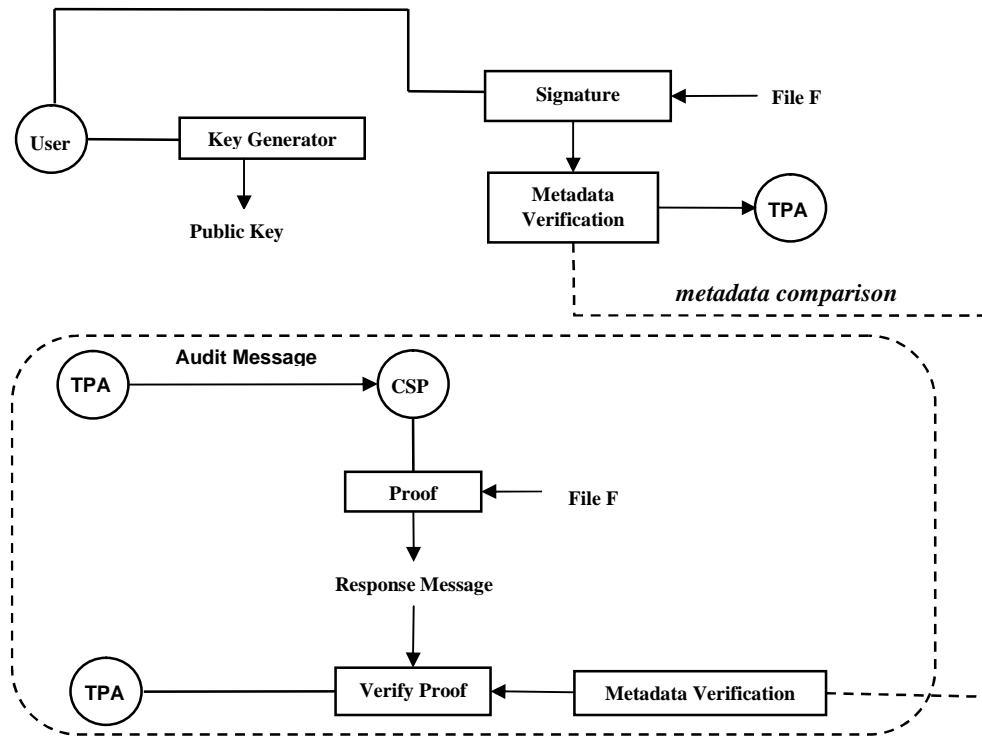 Signature
File F
User
Key Generator
Metadata
Verification
TPA
Public Key
metadata comparison
Audit Message
TPA
CSP
Proof
File F
Response Message
TPA
Verify Proof
Metadata Verification